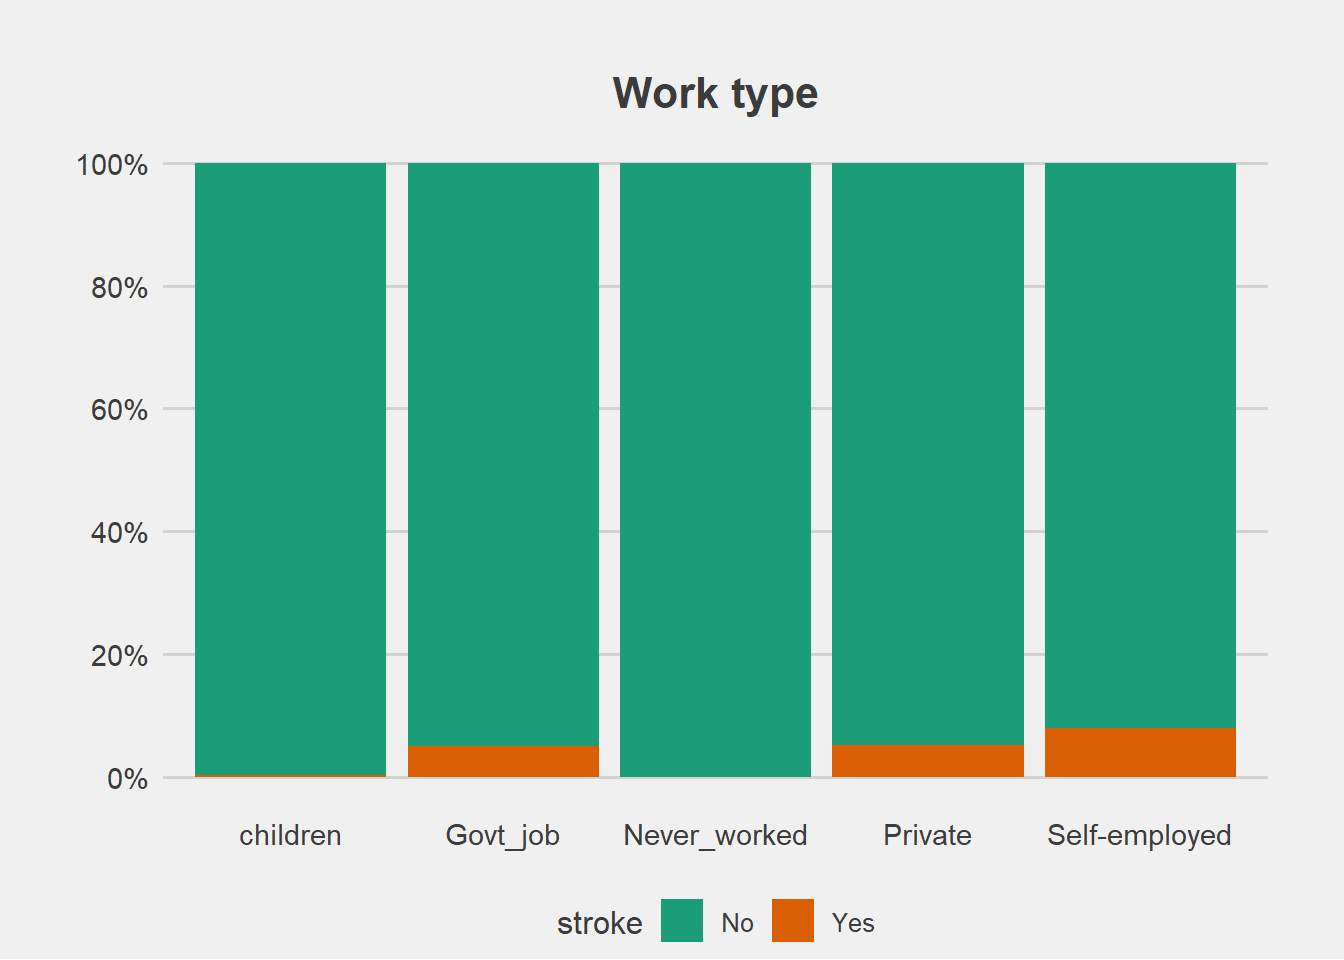 Work type
100%
80%
60%
40%
20%
0%
children Govt_job Never_worked Private Self-employed
stroke No Yes